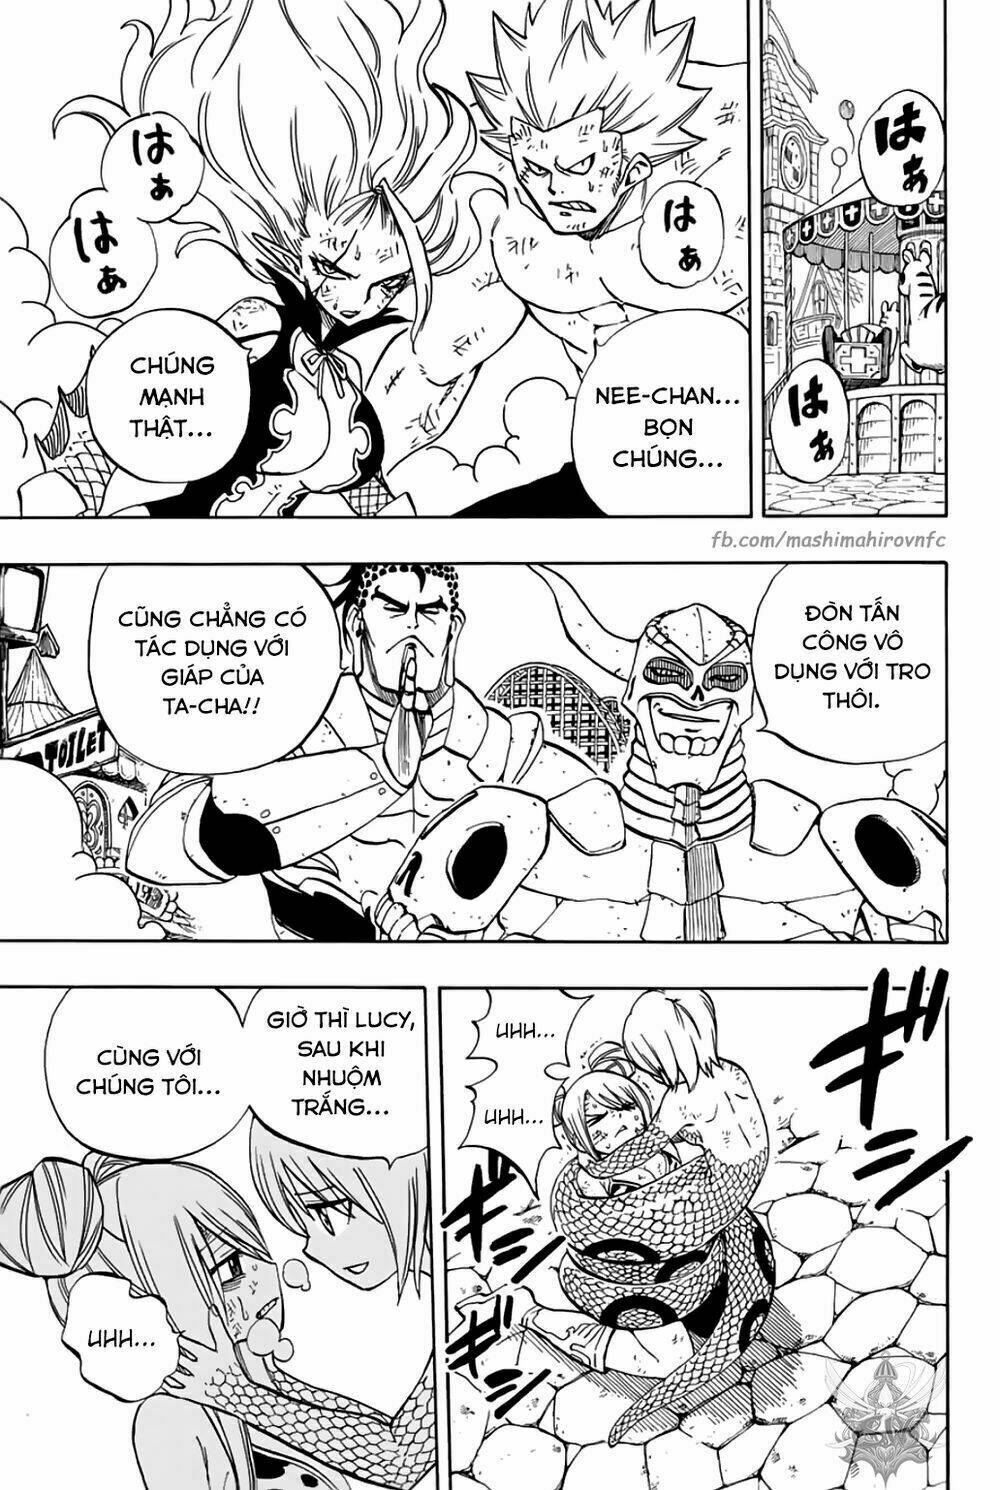 はぁ
はぁ
NEE-CHAN...
BỌN
CHÚNG...
はぁ
はぁ
はぁ
CHÚNG
MẠNH
THẬT...
fb.com/mashimahirovnfc
ĐÒN TẤN
CÔNG VÔ
DỤNG VỚI TRO
THÔI.
CŨNG CHẲNG CÓ
TÁC DỤNG VỚI
GIÁP CỦA
TA-CHA!!
TOILET
ギシ
ギシ
UHH...
UHH...
GIỜ THÌ LUCY,
SAU KHI
NHUỘM
TRẮNG...
CÙNG VỚI
CHÚNG TÔI...
UHH...